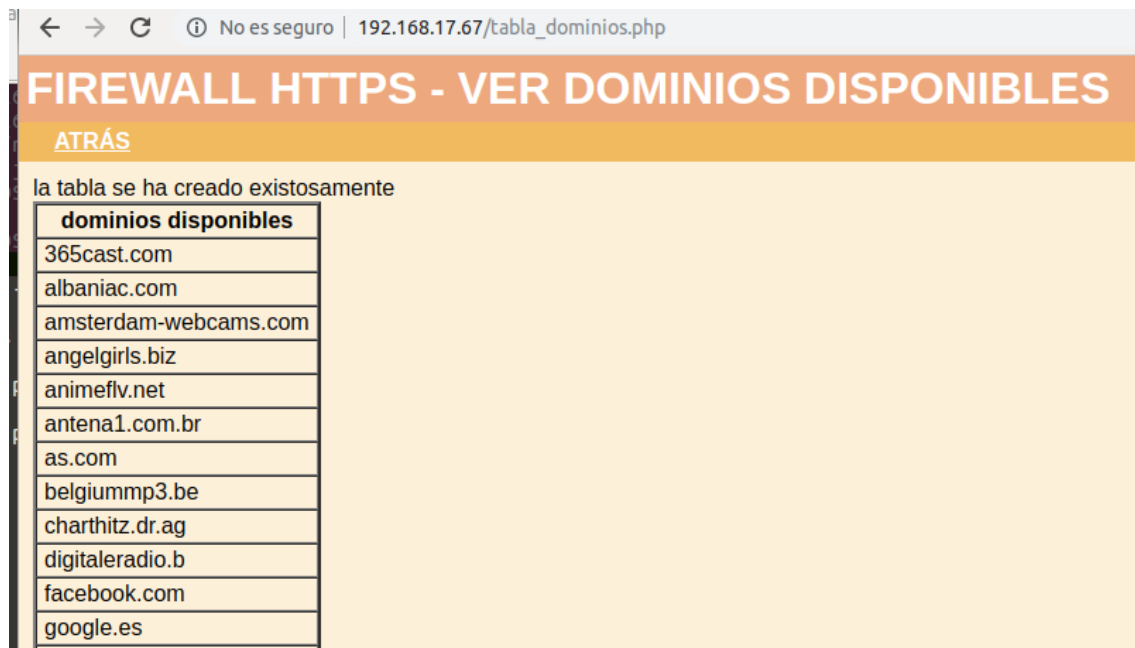 No es seguro | 192.168.17.67/tabla_dominios.php
FIREWALL HTTPS - VER DOMINIOS DISPONIBLES
ATRÁS
la tabla se ha creado existosamente
dominios disponibles
365cast.com
albaniac.com
amsterdam-webcams.com
angelgirls.biz
animeflv.net
antena1.com.br
as.com
belgiummp3.be
charthitz.dr.ag
digitaleradio.b
facebook.com
google.es